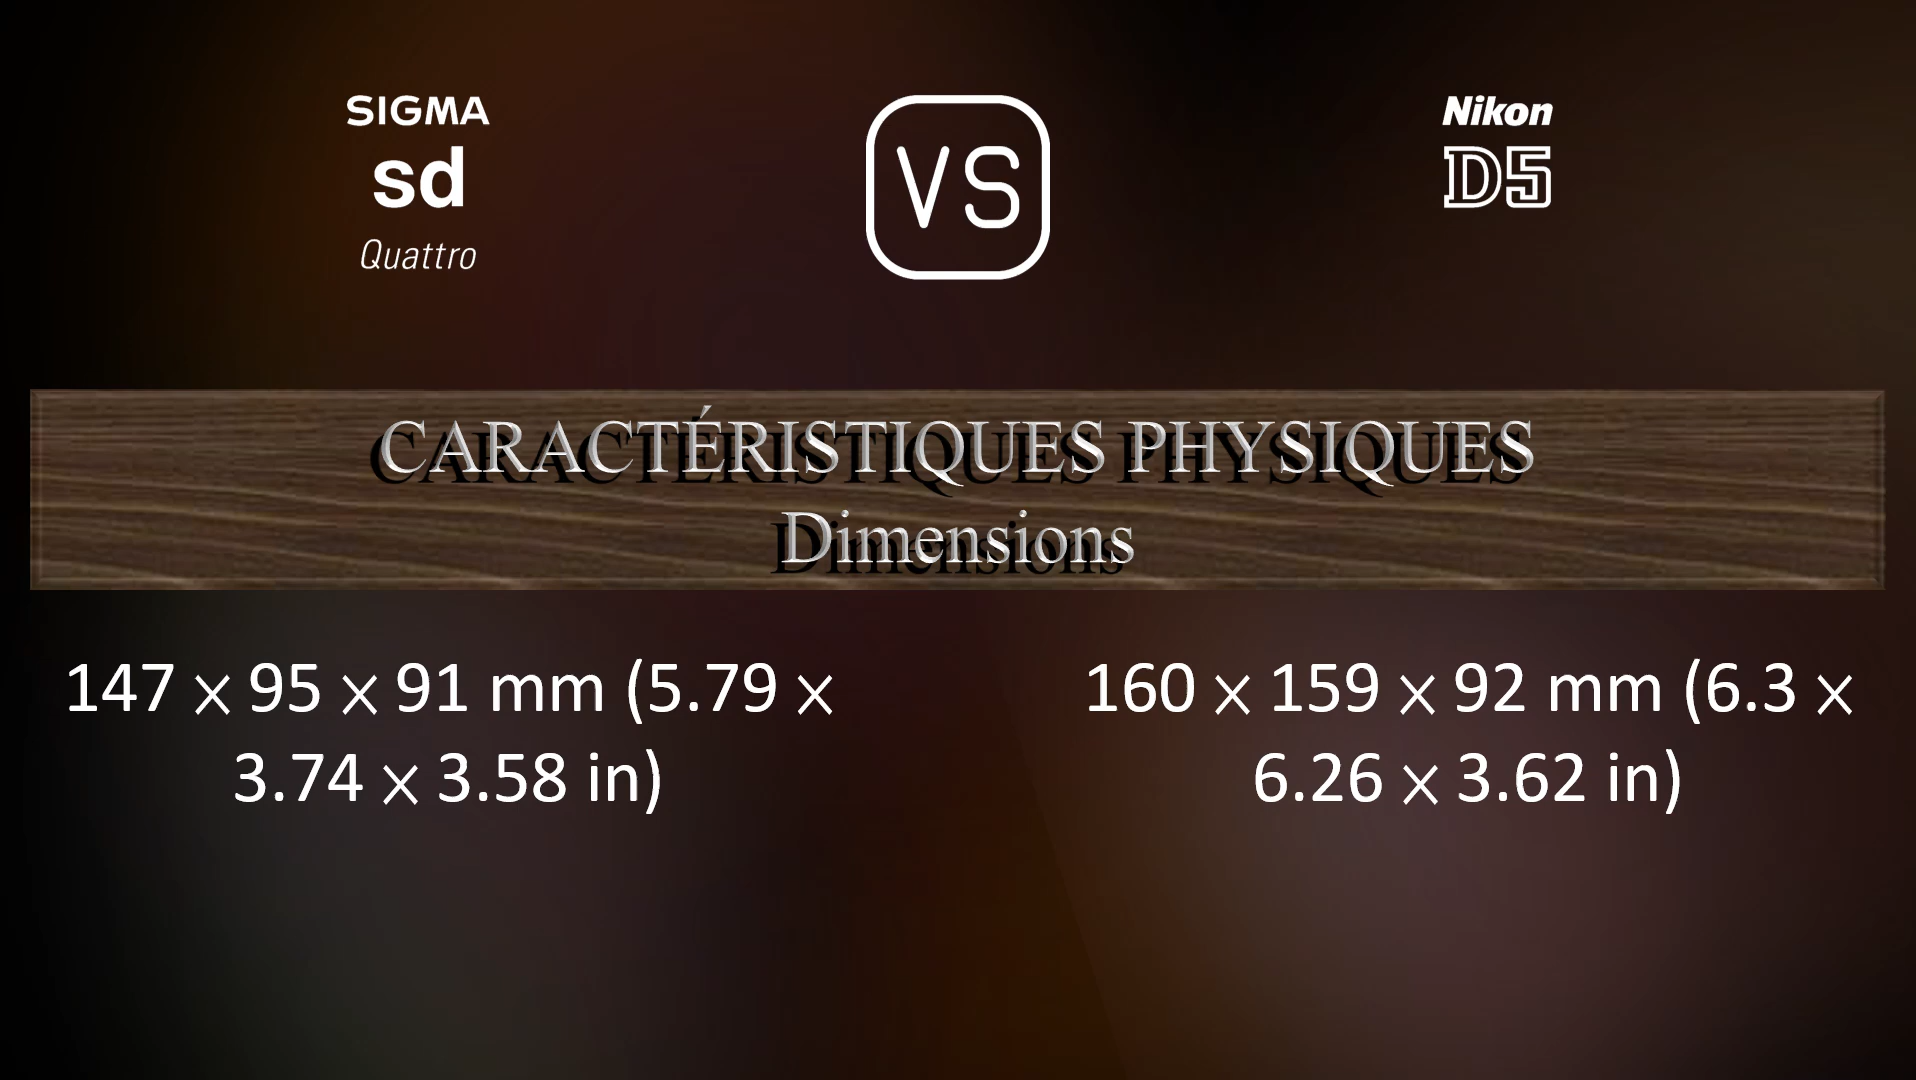 SIGMA
sd
Quattro
VS
Nikon
D5
CARACTÉRISTIQUES PHYSIQUES
Dimensions
147 x 95 x 91 mm (5.79 x
3.74 x 3.58 in)
160 x 159 x 92 mm (6.3 x
6.26 x 3.62 in)